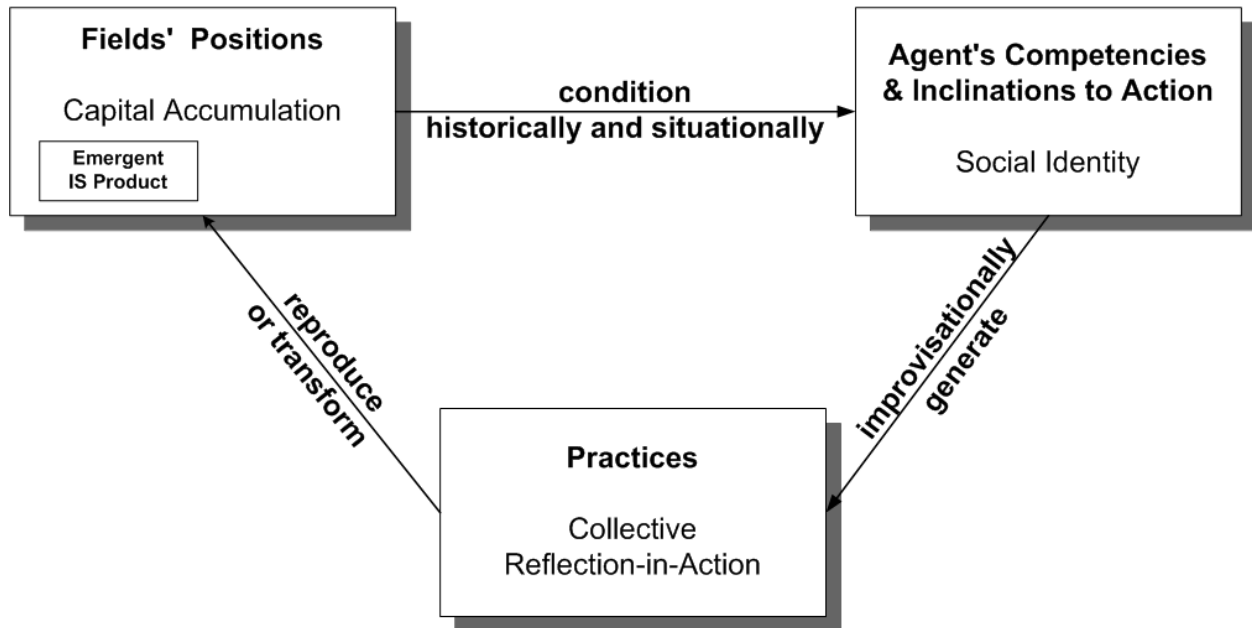 Fields' Positions
Capital Accumulation
Emergent
IS Product
condition
historically and situationally
Agent's Competencies
& Inclinations to Action
Social Identity
improvisationally
generate
Practices
Collective
Reflection-in-Action
reproduce
or transform